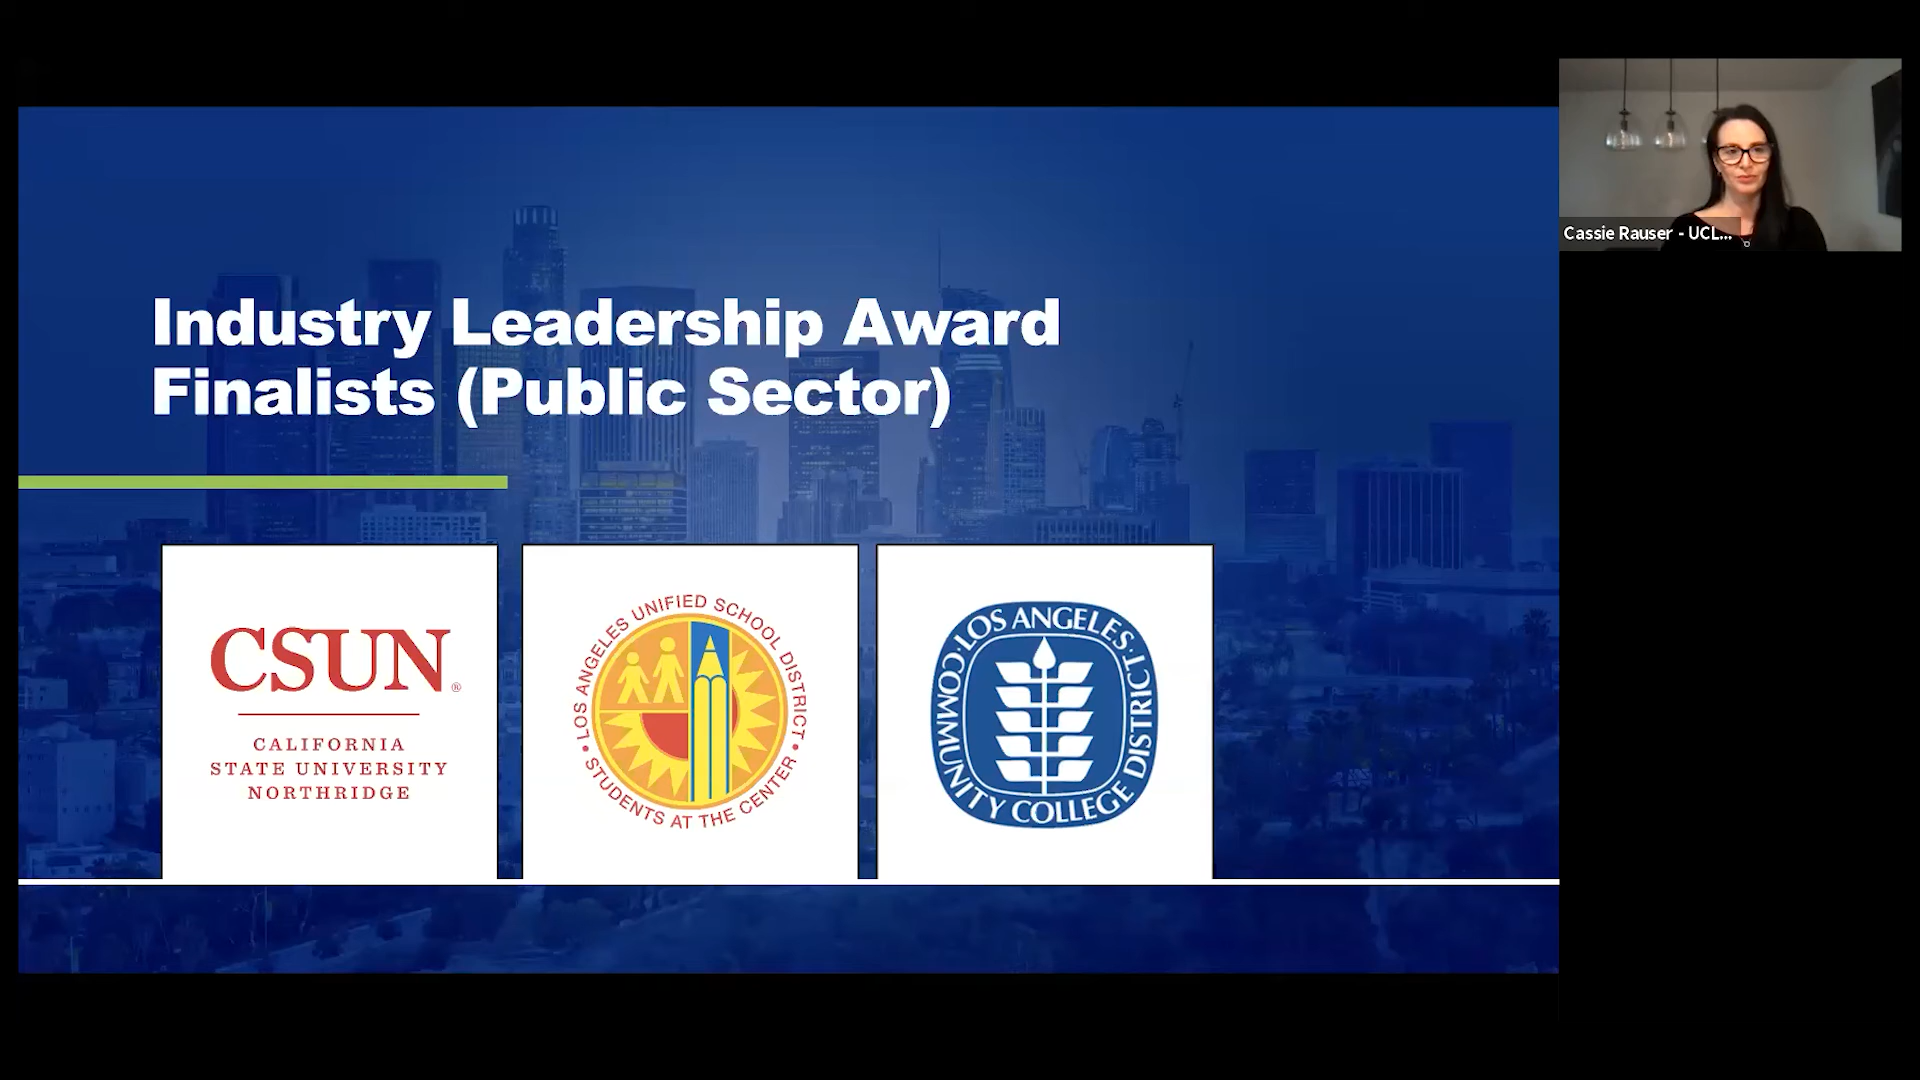 Industry Leadership Award
Finalists (Public Sector)
CSUN®
CALIFORNIA
STATE UNIVERSITY
NORTHRIDGE
• LOS ANGELES UNIFIED SCHOOL DISTRICT •
STUDENTS AT THE CENTER
• LOS ANGELES •
COMMUNITY COLLEGE DISTRICT
Cassie Rauser - UCL...